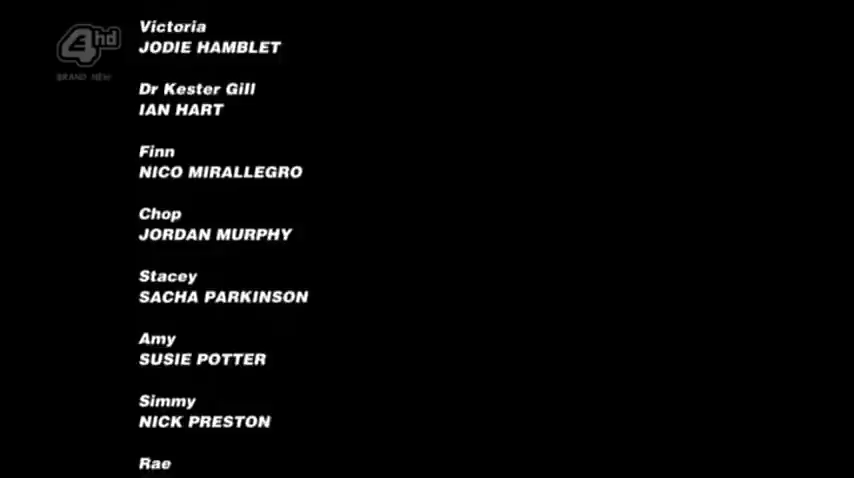 4hd
BRAND NEW
Victoria
JODIE HAMBLET
Dr Kester Gill
IAN HART
Finn
NICO MIRALLEGRO
Chop
JORDAN MURPHY
Stacey
SACHA PARKINSON
Amy
SUSIE POTTER
Simmy
NICK PRESTON
Rae